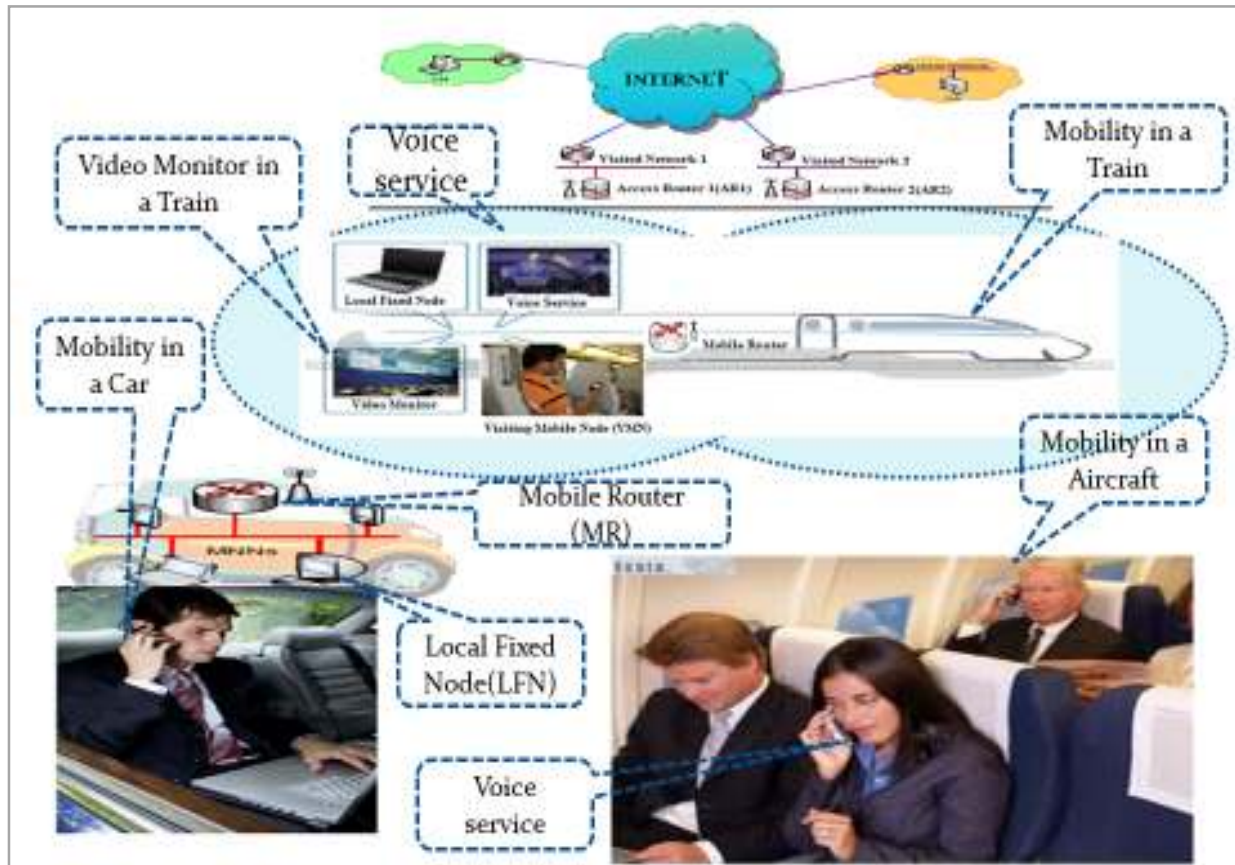 INTERNET
Visited Network 1
Access Router 1(AR1)
Visited Network 2
Access Router 2(AR2)
Video Monitor in
a Train
Voice
service
Mobility in a
Train
Local Fixed Node
Voice Service
Mobile Router
Video Monitor
Visiting Mobile Node (VMN)
Mobility in
a Car
Mobility in a
Aircraft
MNNs
Mobile Router
(MR)
Local Fixed
Node(LFN)
Voice
service